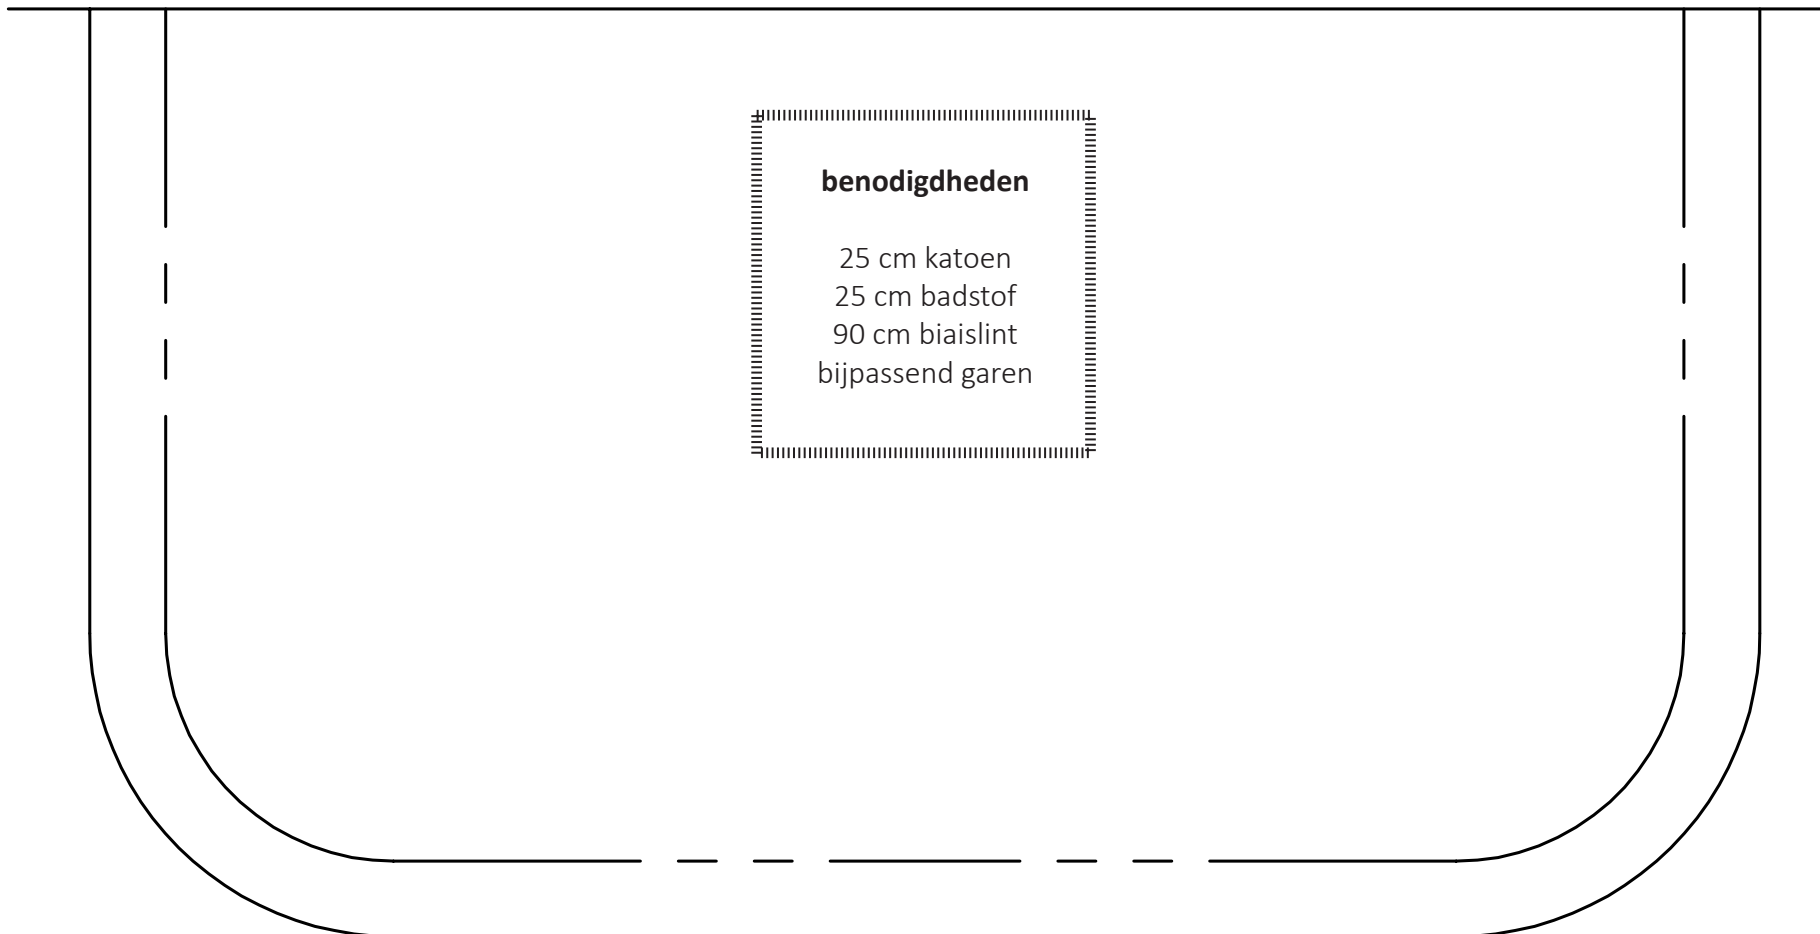 benodigdheden
25 cm katoen
25 cm badstof
90 cm biaislint
bijpassend garen